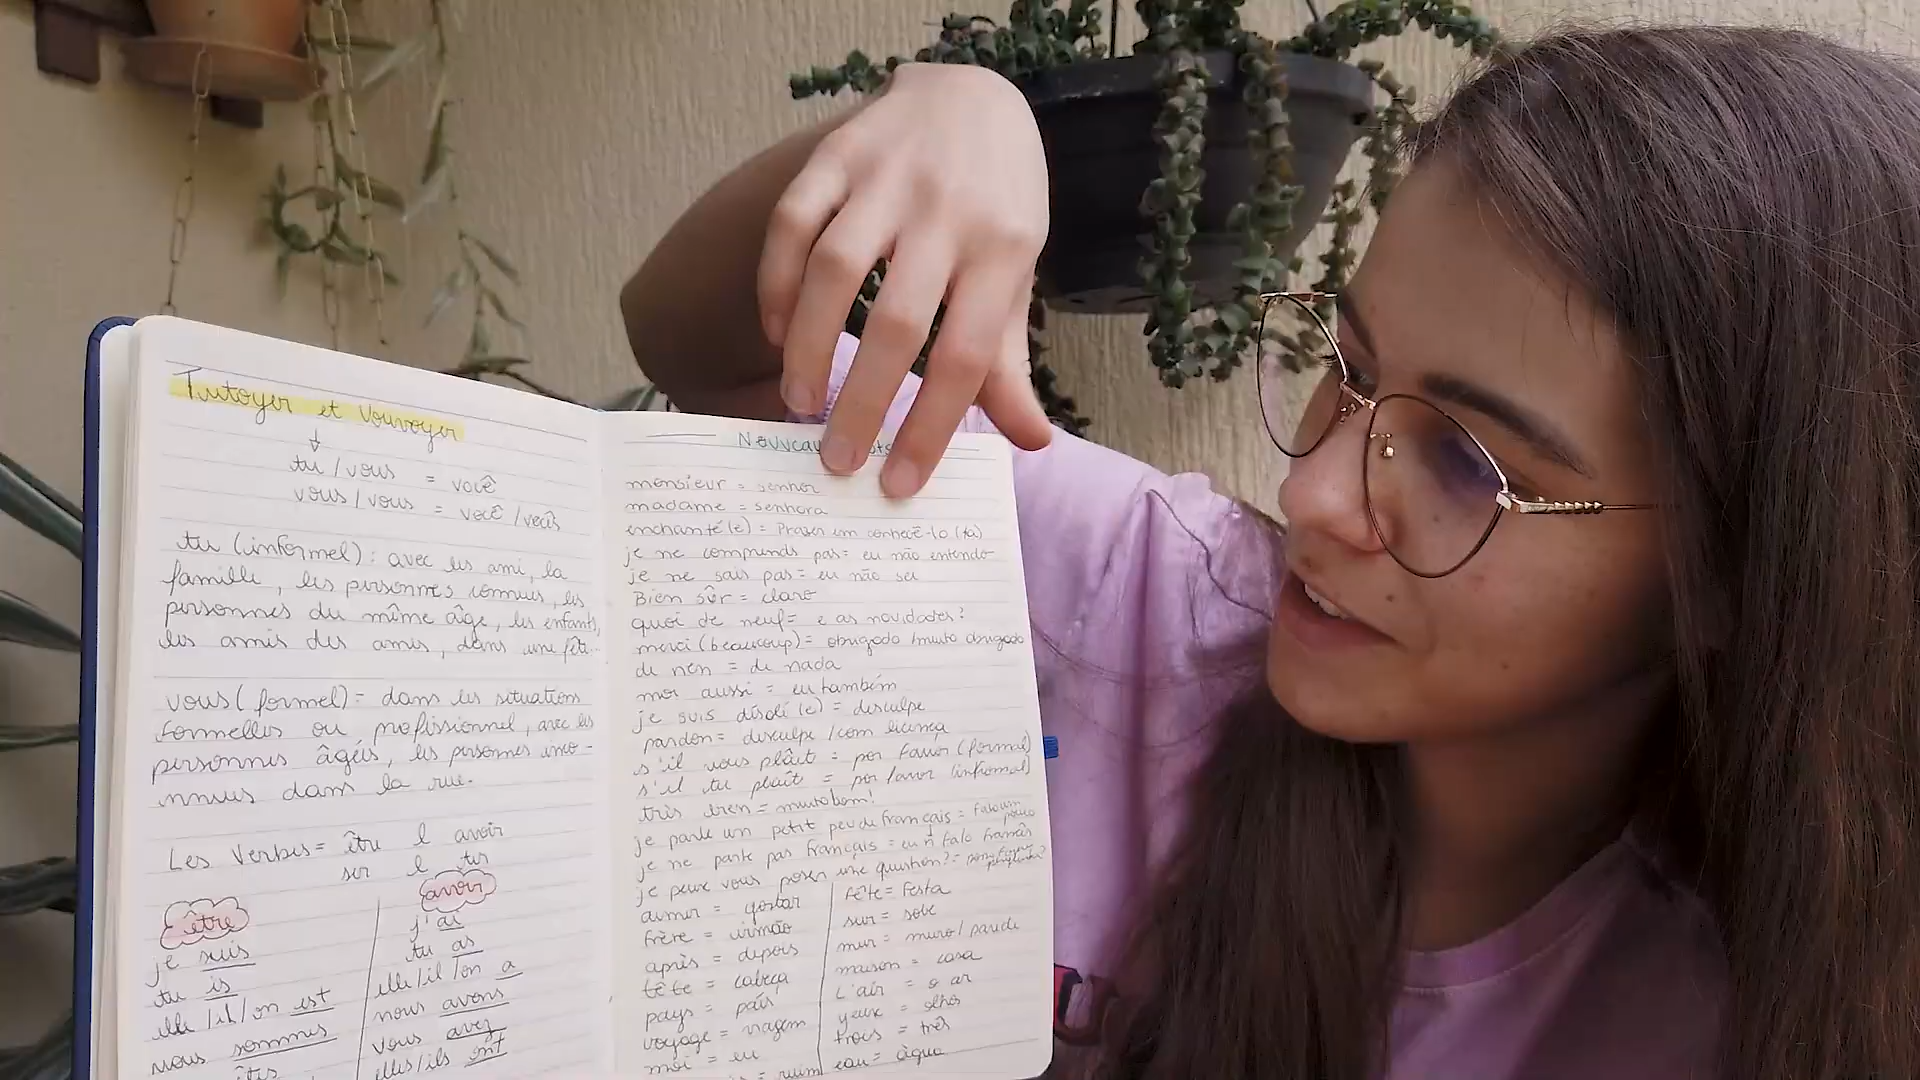 Tutoyer et Vouvoyer
tu / vous = você
vous / vous = você / vocês
tu (informel) : avec les ami, la
famille, les personnes connues, les
personnes du même âge, les enfants,
les amis des amis, dans une fête...
vous (formel) = dans les situations
formelles ou professionnel, avec les
personnes âgées, les personnes inco-
nnues dans la rue.
Les Verbes = être e avoir
ser e ter
être
je suis
tu es
elle / il / on est
nous sommes
êtes
avoir
j'ai
tu as
elle / il / on a
nous avons
vous avez
elles / ils ont
Nouveau
monsieur = senhor
madame = senhora
enchanté(e) = Prazer em conhecê-lo (la)
je ne comprends pas = eu não entendo
je ne sais pas = eu não sei
Bien sûr = claro
quoi de neuf = e as novidades?
merci (beaucoup) = obrigado / muito obrigado
de rien = de nada
moi aussi = eu também
je suis désolé (e) = desculpe
pardon = desculpe / com licença
s'il vous plaît = por favor (formal)
s'il tu plaît = por favor (informal)
très bien = muito bom!
je parle un petit peu de français = falo um pouco
je ne parle pas français = eu ñ falo francês
je peux vous poser une question? =
aimer = gostar
frère = irmão
après = depois
tête = cabeça
pays = país
voyage = viagem
moi = eu
= ruim
fête = festa
sur = sobe
mur = muro / parede
maison = casa
L'air = o ar
yeux = olhos
trois = três
eau = água